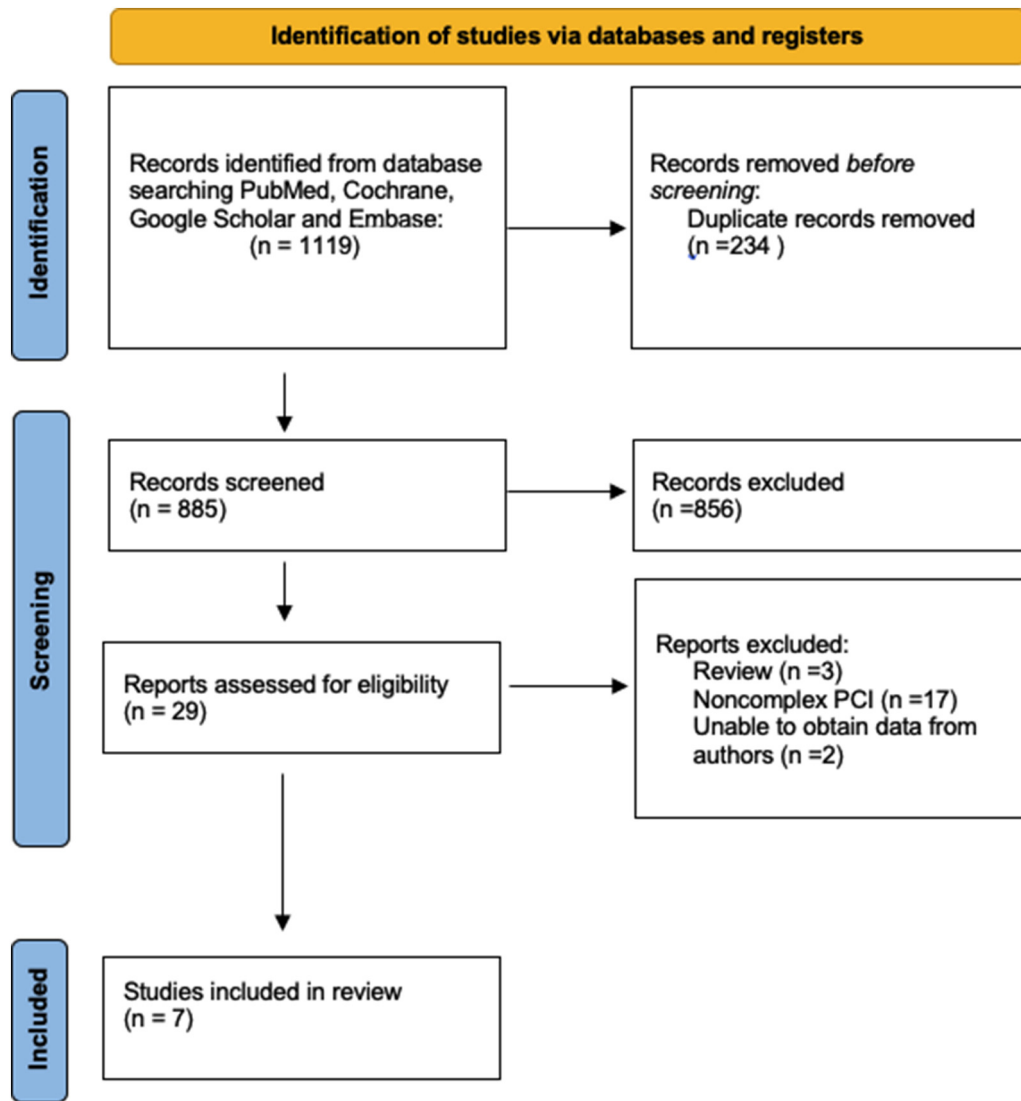 Identification of studies via databases and registers
Identification
Records identified from database
searching PubMed, Cochrane,
Google Scholar and Embase:
(n = 1119)
Records removed before
screening:
Duplicate records removed
(n =234 )
Screening
Records screened
(n = 885)
Records excluded
(n =856)
Reports assessed for eligibility
(n = 29)
Reports excluded:
Review (n =3)
Noncomplex PCI (n =17)
Unable to obtain data from
authors (n =2)
Included
Studies included in review
(n = 7)